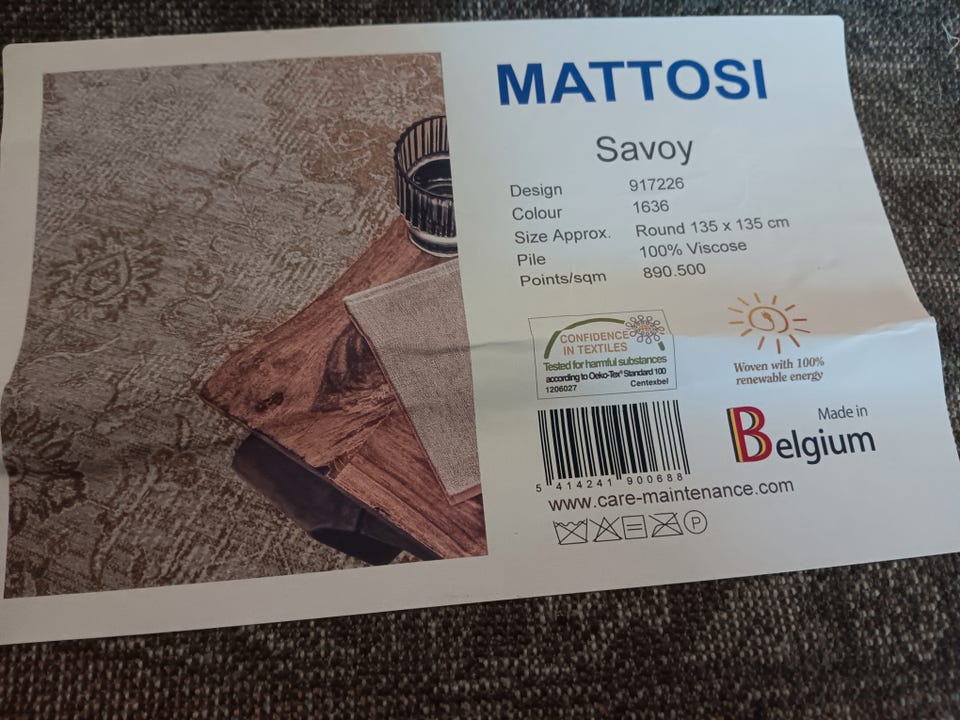 MATTOSI
Savoy
Design 917226
Colour 1636
Size Approx. Round 135 x 135 cm
Pile 100% Viscose
Points/sqm 890.500
CONFIDENCE
IN TEXTILES
Tested for harmful substances
according to Oeko-Tex® Standard 100
1206027 Centexbel
Woven with 100%
renewable energy
Made in
Belgium
5 414241 900688
www.care-maintenance.com
P